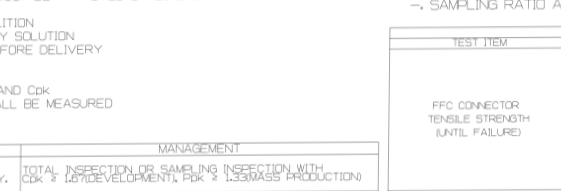 -. SAMPLING RATIO A
LITION
Y SOLUTION
FORE DELIVERY
AND Cpk
ALL BE MEASURED
TEST ITEM
FFC CONNECTOR
TENSILE STRENGTH
(UNTIL FAILURE)
MANAGEMENT
Y.
TOTAL INSPECTION OR SAMPLING INSPECTION WITH
Cpk ≥ 1.67(DEVELOPMENT), Ppk ≥ 1.33(MASS PRODUCTION)